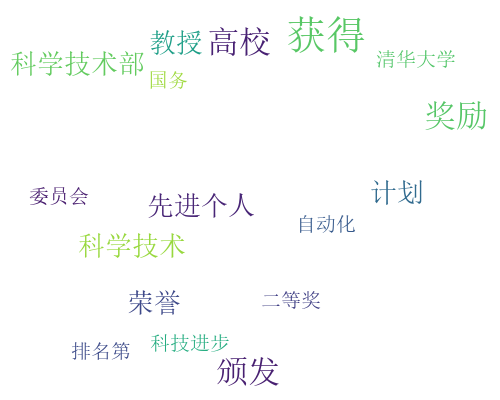 获得
教授
高校
科学技术部
清华大学
国务
奖励
委员会
先进个人
计划
自动化
科学技术
荣誉
二等奖
排名第
科技进步
颁发